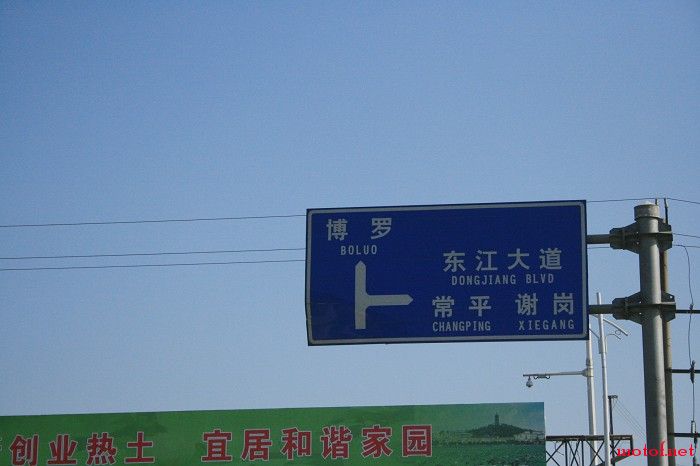 博罗
BOLUO
东江大道
DONGJIANG BLVD
常平 谢岗
CHANGPING XIEGANG
创业热土 宜居和谐家园
motof.net